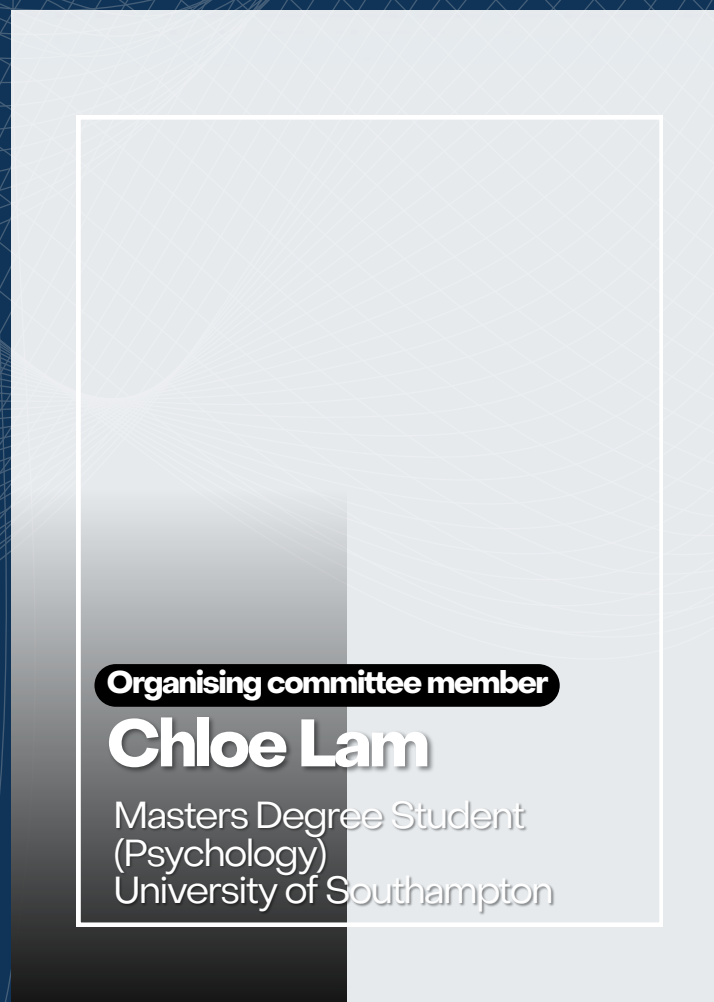 Organising committee member
Chloe Lam
Masters Degree Student
(Psychology)
University of Southampton